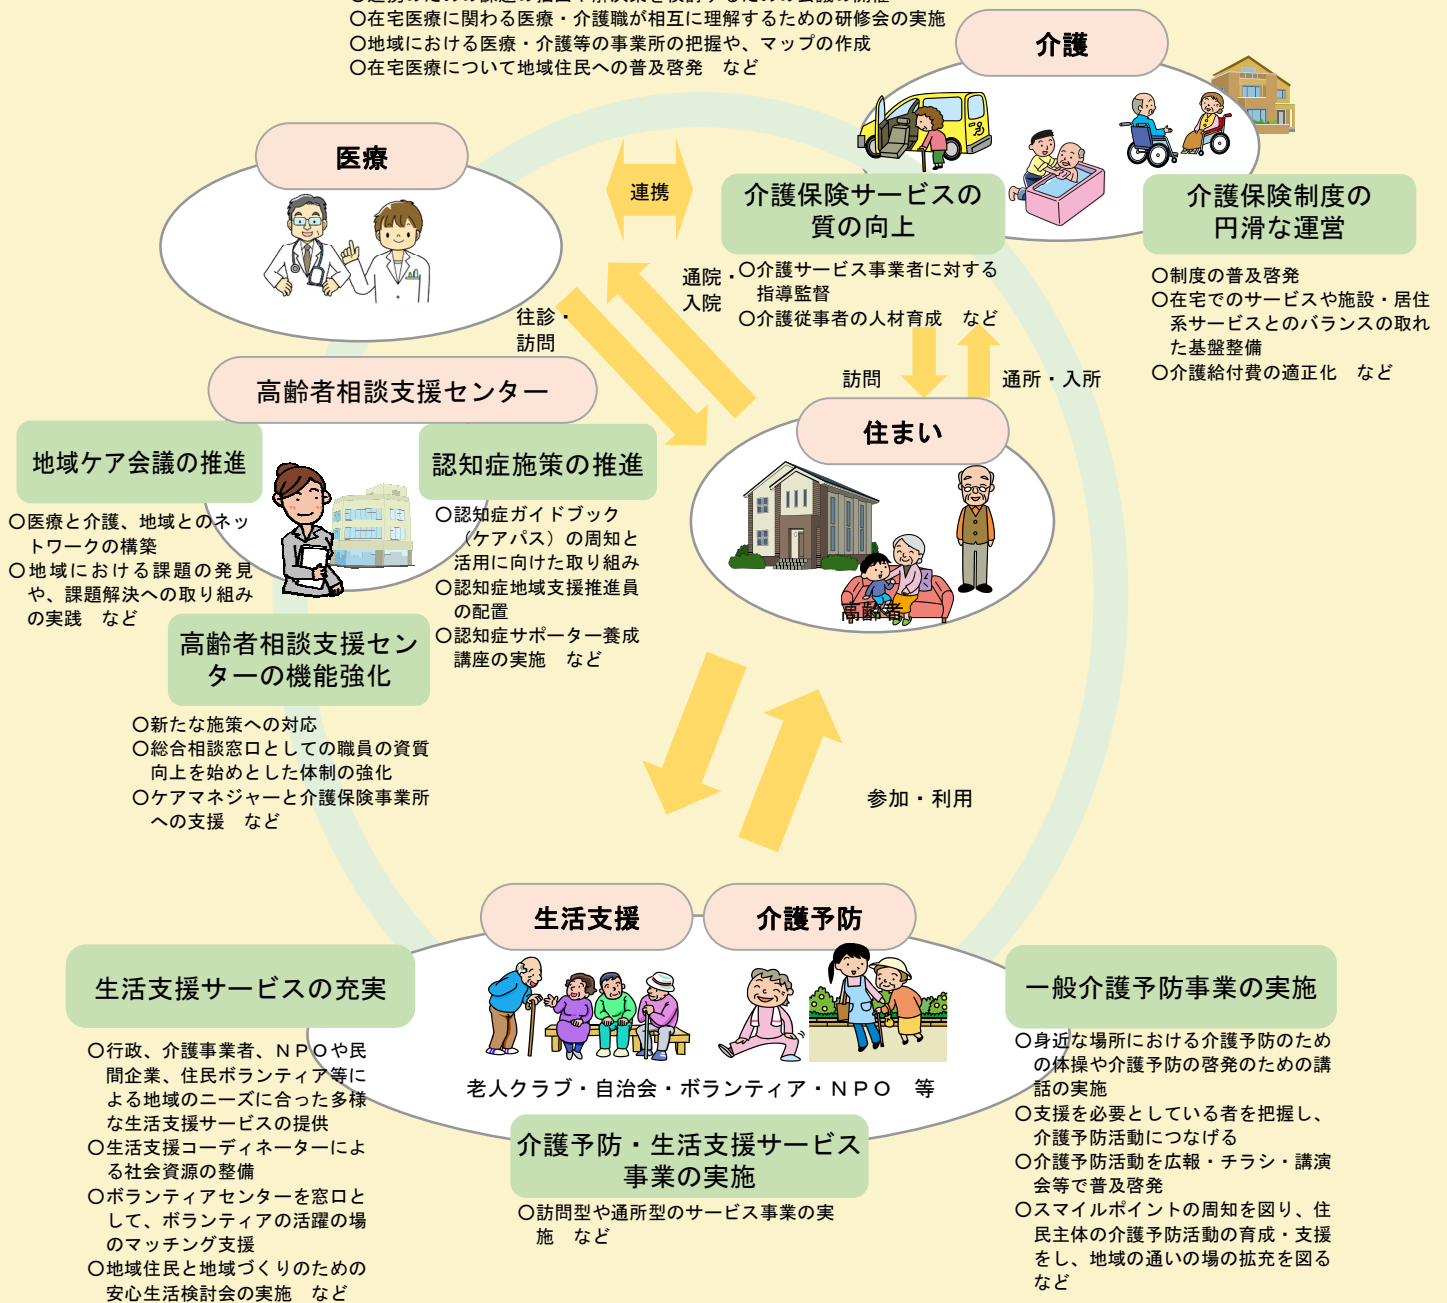 ○在宅医療に関わる医療・介護職が相互に理解するための研修会の実施
○地域における医療・介護等の事業所の把握や、マップの作成
○在宅医療について地域住民への普及啓発　など
介護
医療
連携
介護保険サービスの
質の向上
○介護サービス事業者に対する
指導監督
○介護従事者の人材育成　など
介護保険制度の
円滑な運営
○制度の普及啓発
○在宅でのサービスや施設・居住
系サービスとのバランスの取れ
た基盤整備
○介護給付費の適正化　など
通院・
入院
往診・
訪問
訪問
通所・入所
高齢者相談支援センター
住まい
高齢者
地域ケア会議の推進
○医療と介護、地域とのネッ
トワークの構築
○地域における課題の発見
や、課題解決への取り組み
の実践　など
認知症施策の推進
○認知症ガイドブック
（ケアパス）の周知と
活用に向けた取り組み
○認知症地域支援推進員
の配置
○認知症サポーター養成
講座の実施　など
高齢者相談支援セン
ターの機能強化
○新たな施策への対応
○総合相談窓口としての職員の資質
向上を始めとした体制の強化
○ケアマネジャーと介護保険事業所
への支援　など
参加・利用
生活支援
介護予防
老人クラブ・自治会・ボランティア・ＮＰＯ　等
生活支援サービスの充実
○行政、介護事業者、ＮＰＯや民
間企業、住民ボランティア等に
よる地域のニーズに合った多様
な生活支援サービスの提供
○生活支援コーディネーターによ
る社会資源の整備
○ボランティアセンターを窓口と
して、ボランティアの活躍の場
のマッチング支援
○地域住民と地域づくりのための
安心生活検討会の実施　など
介護予防・生活支援サービス
事業の実施
○訪問型や通所型のサービス事業の実
施　など
一般介護予防事業の実施
○身近な場所における介護予防のため
の体操や介護予防の啓発のための講
話の実施
○支援を必要としている者を把握し、
介護予防活動につなげる
○介護予防活動を広報・チラシ・講演
会等で普及啓発
○スマイルポイントの周知を図り、住
民主体の介護予防活動の育成・支援
をし、地域の通いの場の拡充を図る
など